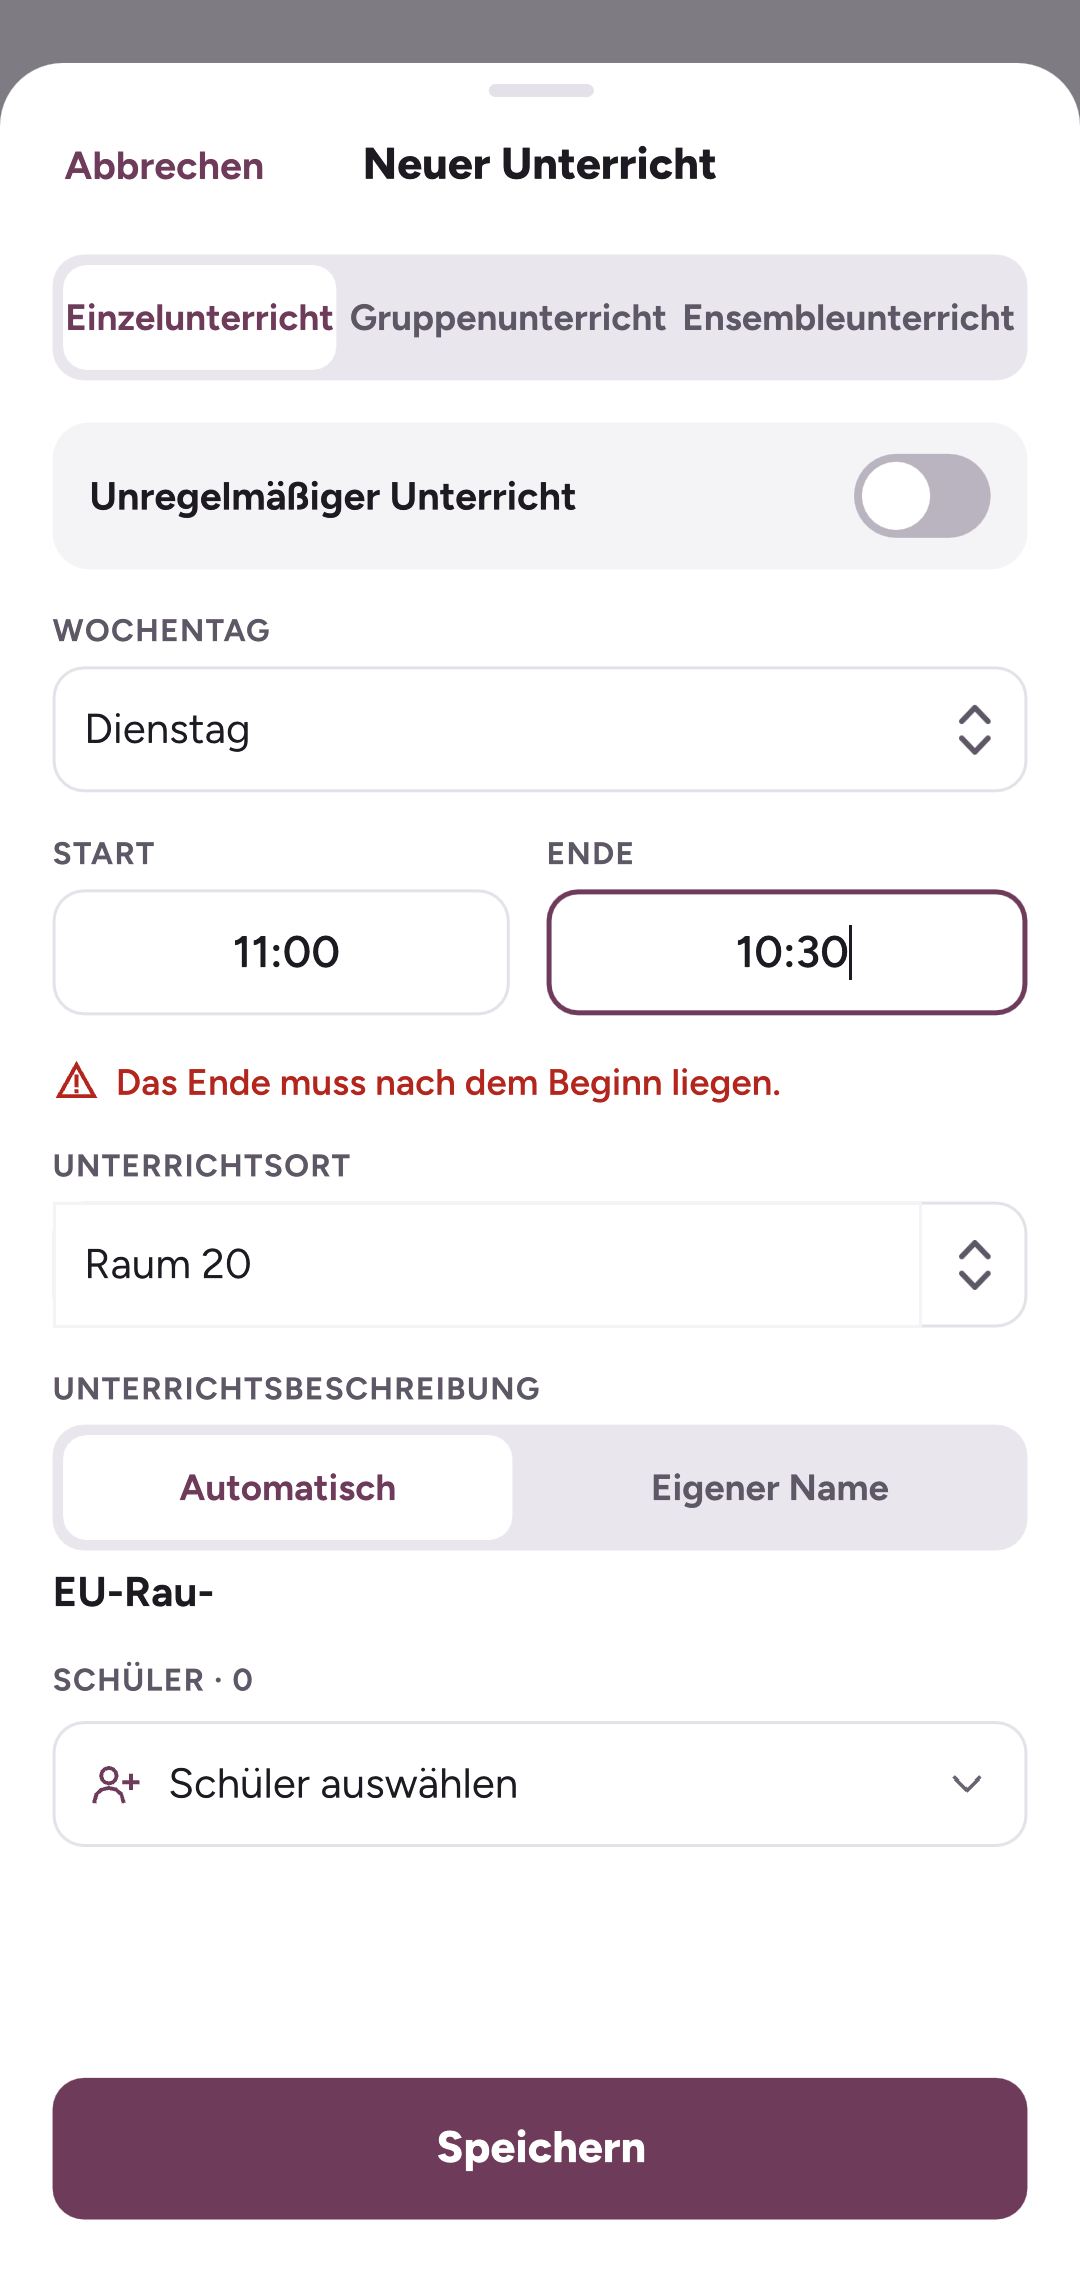 Abbrechen Neuer Unterricht
Einzelunterricht Gruppenunterricht Ensembleunterricht
Unregelmäßiger Unterricht
WOCHENTAG
Dienstag
START ENDE
11:00 10:30
Das Ende muss nach dem Beginn liegen.
UNTERRICHTSORT
Raum 20
UNTERRICHTSBESCHREIBUNG
Automatisch Eigener Name
EU-Rau-
SCHÜLER · 0
Schüler auswählen
Speichern